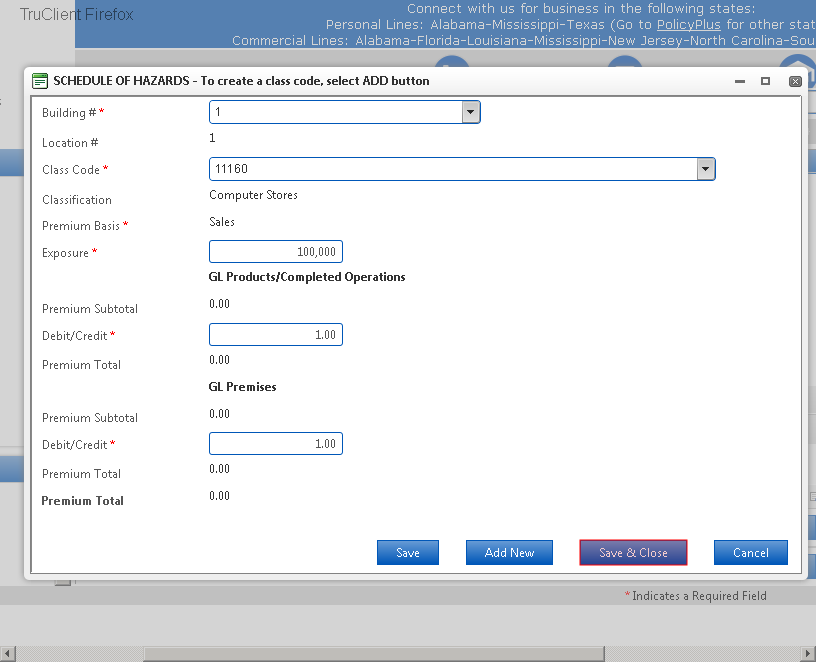 TruClient Firefox
Connect with us for business in the following states:
Personal Lines: Alabama-Mississippi-Texas (Go to PolicyPlus for other stat
Commercial Lines: Alabama-Florida-Louisiana-Mississippi-New Jersey-North Carolina-Sou
SCHEDULE OF HAZARDS - To create a class code, select ADD button
Building # * 1
Location # 1
Class Code * 11160
Classification Computer Stores
Premium Basis * Sales
Exposure * 100,000
GL Products/Completed Operations
Premium Subtotal 0.00
Debit/Credit * 1.00
Premium Total 0.00
GL Premises
Premium Subtotal 0.00
Debit/Credit * 1.00
Premium Total 0.00
Premium Total 0.00
Save Add New Save & Close Cancel
* Indicates a Required Field